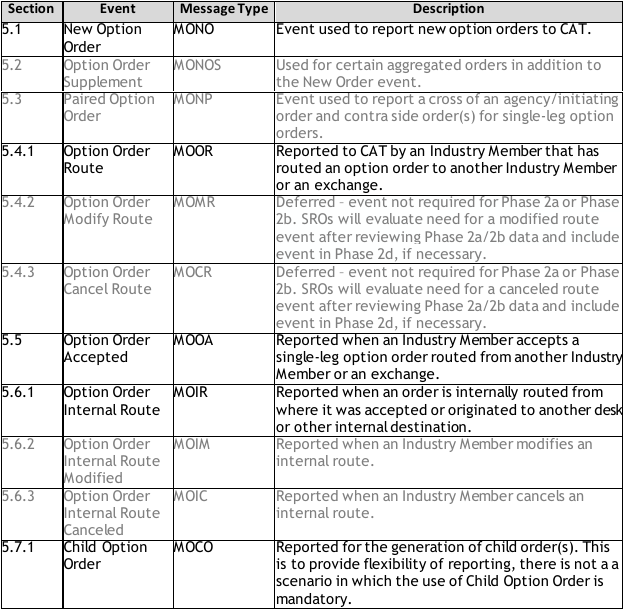 Section Event Message Type Description
5.1 New Option Order MONO Event used to report new option orders to CAT.
5.2 Option Order Supplement MONOS Used for certain aggregated orders in addition to
the New Order event.
5.3 Paired Option Order MONP Event used to report a cross of an agency/initiating
order and contra side order(s) for single-leg option
orders.
5.4.1 Option Order Route MOOR Reported to CAT by an Industry Member that has
routed an option order to another Industry Member
or an exchange.
5.4.2 Option Order Modify Route MOMR Deferred – event not required for Phase 2a or Phase
2b. SROs will evaluate need for a modified route
event after reviewing Phase 2a/2b data and include
event in Phase 2d, if necessary.
5.4.3 Option Order Cancel Route MOCR Deferred – event not required for Phase 2a or Phase
2b. SROs will evaluate need for a canceled route
event after reviewing Phase 2a/2b data and include
event in Phase 2d, if necessary.
5.5 Option Order Accepted MOOA Reported when an Industry Member accepts a
single-leg option order routed from another Industry
Member or an exchange.
5.6.1 Option Order Internal Route MOIR Reported when an order is internally routed from
where it was accepted or originated to another desk
or other internal destination.
5.6.2 Option Order Internal Route Modified MOIM Reported when an Industry Member modifies an
internal route.
5.6.3 Option Order Internal Route Canceled MOIC Reported when an Industry Member cancels an
internal route.
5.7.1 Child Option Order MOCO Reported for the generation of child order(s). This
is to provide flexibility of reporting, there is not a a
scenario in which the use of Child Option Order is
mandatory.